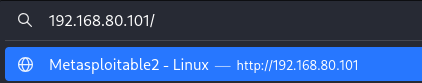 192.168.80.101/
Metasploitable2 - Linux — http://192.168.80.101